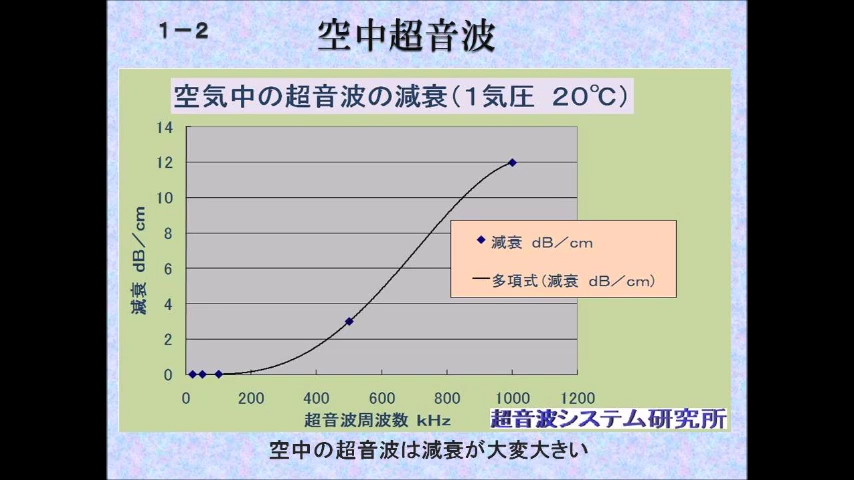 1－2
空中超音波
空気中の超音波の減衰(1気圧 20℃)
14
12
10
8
6
4
2
0
減衰 dB／cm
0 200 400 600 800 1000 1200
超音波周波数 kHz
減衰 dB／cm
多項式(減衰 dB／cm)
超音波システム研究所
空中の超音波は減衰が大変大きい